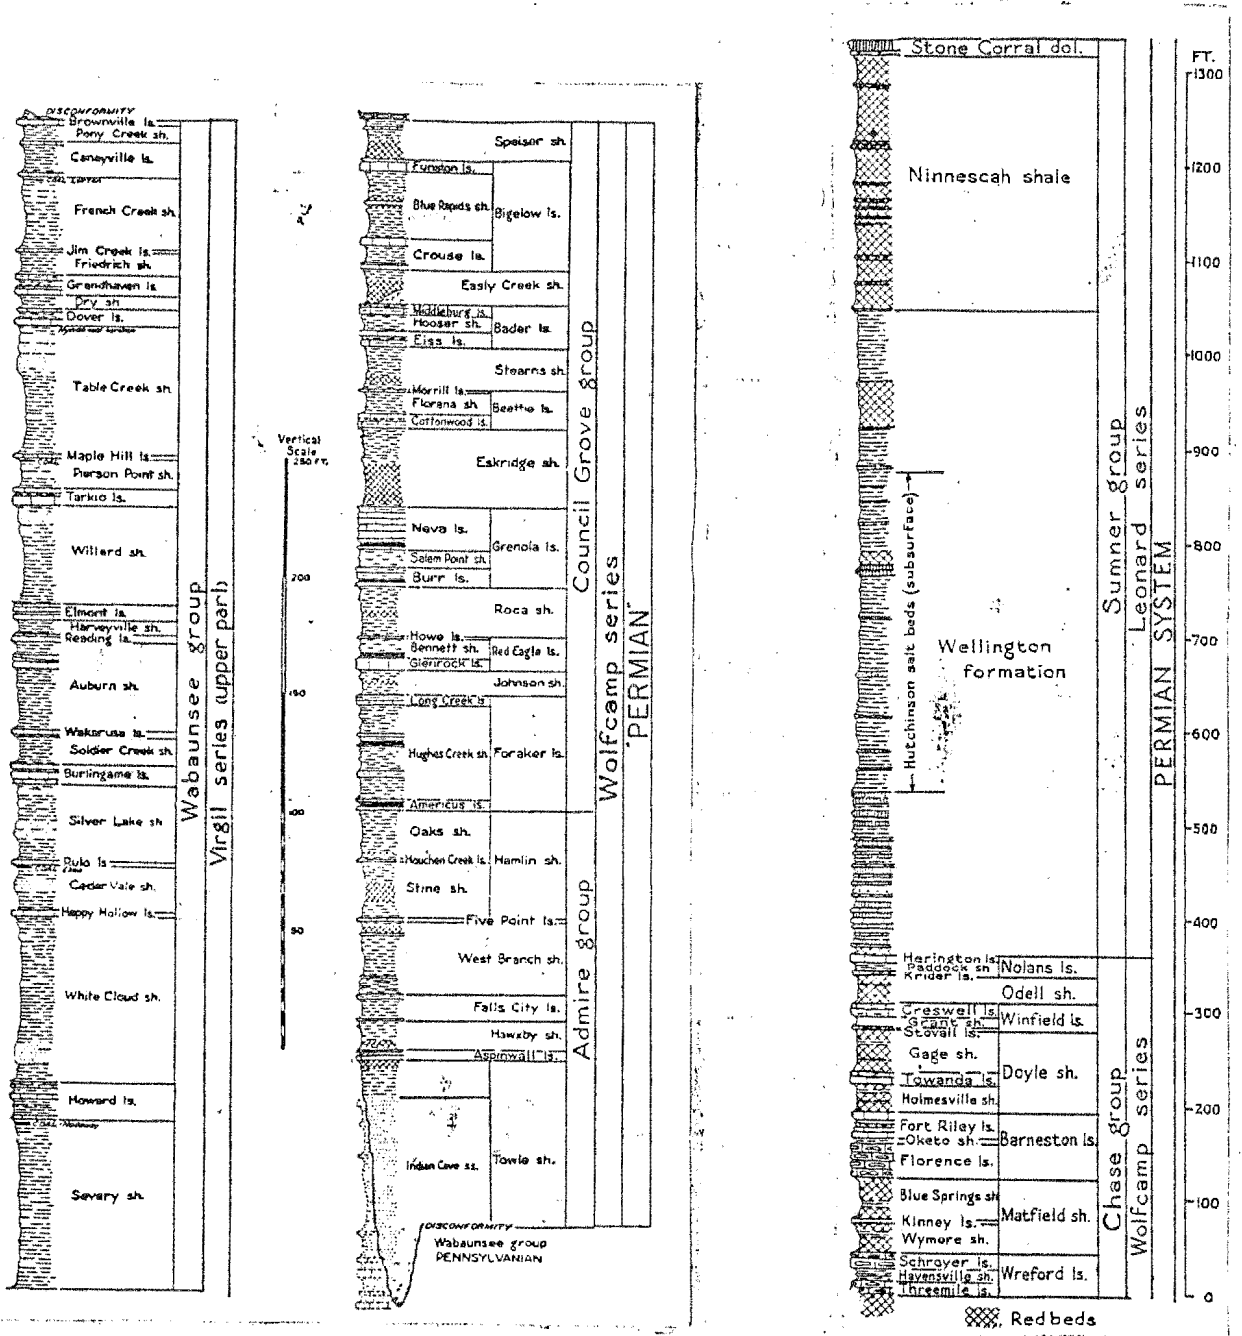 DISCONFORMITY
Brownville ls.
Pony Creek sh.
Caneyville ls.
French Creek sh.
Jim Creek ls.
Friedrich sh.
Grandhaven ls.
Dry sh.
Dover ls.
Table Creek sh.
Maple Hill ls.
Pierson Point sh.
Tarkio ls.
Willard sh.
Elmont ls.
Harveyville sh.
Reading ls.
Auburn sh.
Wakarusa ls.
Soldier Creek sh.
Burlingame ls.
Silver Lake sh
Rulo ls
Cedar Vale sh.
Happy Hollow ls.
White Cloud sh.
Howard ls.
Severy sh.
Wabaunsee group
Virgil series (upper part)
Vertical
Scale
250 FT.
200
150
100
50
Speiser sh.
Funston ls.
Blue Rapids sh.
Bigelow ls.
Crouse ls.
Easly Creek sh.
Middleburg ls.
Hooser sh.
Bader ls.
Eiss ls.
Stearns sh.
Morrill ls.
Florena sh.
Beattie ls.
Cottonwood ls.
Eskridge sh.
Neva ls.
Grenola ls.
Salem Point sh.
Burr ls.
Roca sh.
Howe ls.
Bennett sh.
Red Eagle ls.
Glenrock ls.
Johnson sh.
Long Creek ls
Hughes Creek sh.
Foraker ls.
Americus ls.
Oaks sh.
Houchen Creek ls.
Hamlin sh.
Stine sh.
Five Point ls.
West Branch sh.
Falls City ls.
Hawxby sh.
Aspinwall ls.
Indian Cave ss.
Towle sh.
DISCONFORMITY
Wabaunsee group
PENNSYLVANIAN
Council Grove group
Admire group
Wolfcamp series
"PERMIAN"
Stone Corral dol.
Ninnescah shale
Hutchinson salt beds (subsurface)
Wellington
formation
Herington ls.
Paddock sh
Krider ls.
Nolans ls.
Odell sh.
Creswell ls.
Grant sh.
Stovall ls.
Winfield ls.
Gage sh.
Doyle sh.
Towanda ls.
Holmesville sh.
Fort Riley ls.
Oketo sh.
Barneston ls.
Florence ls.
Blue Springs sh
Matfield sh.
Kinney ls.
Wymore sh.
Schroyer ls.
Havensville sh.
Wreford ls.
Threemile ls.
Sumner group
Leonard series
Chase group
Wolfcamp series
PERMIAN SYSTEM
FT.
1300
1200
1100
1000
900
800
700
600
500
400
300
200
100
0
Redbeds